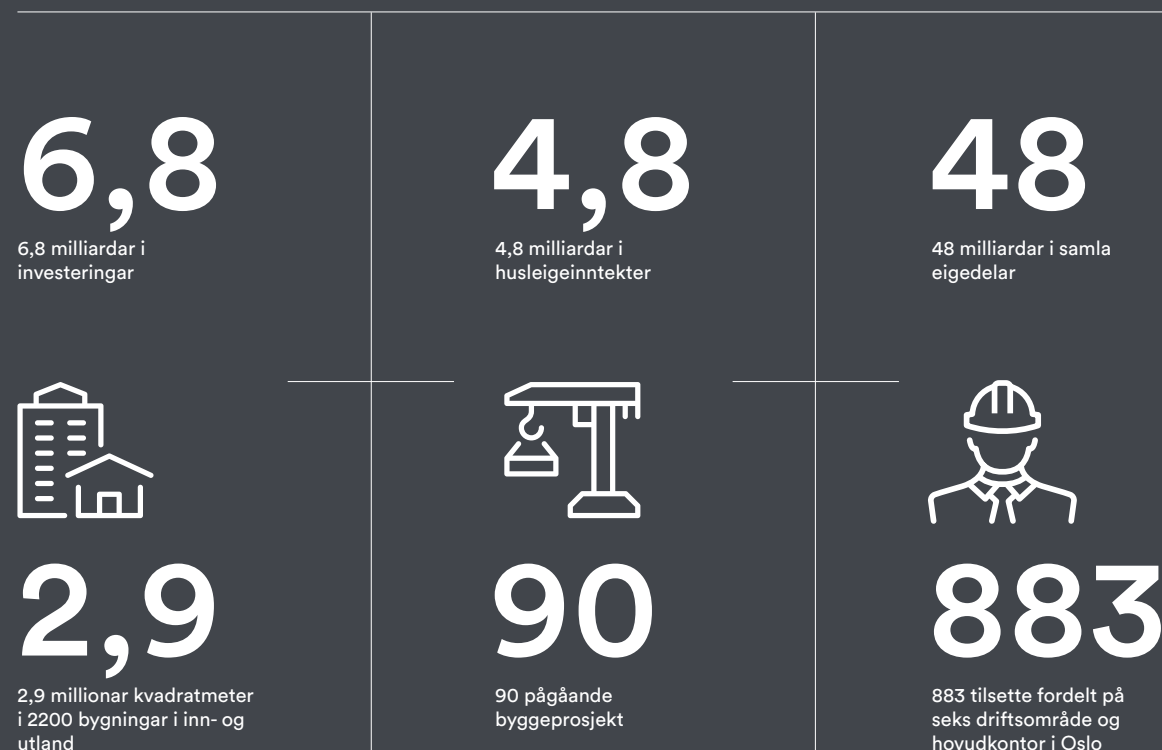 6,8
6,8 milliardar i
investeringar
4,8
4,8 milliardar i
husleigeinntekter
48
48 milliardar i samla
eigedelar
2,9
2,9 millionar kvadratmeter
i 2200 bygningar i inn- og
utland
90
90 pågåande
byggeprosjekt
883
883 tilsette fordelt på
seks driftsområde og
hovudkontor i Oslo